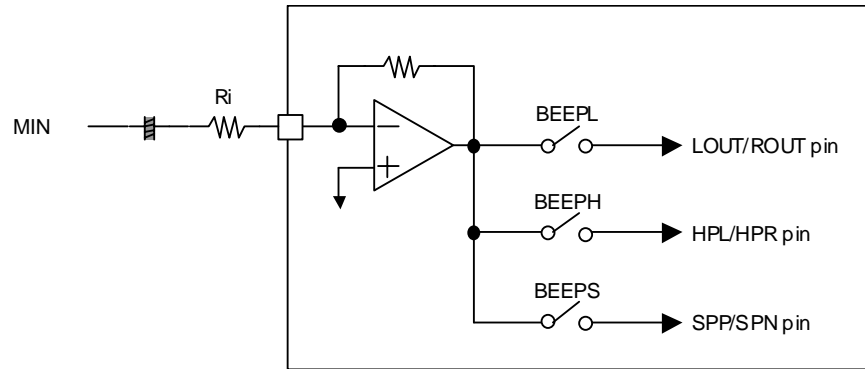 MIN
Ri
BEEPL
LOUT/ROUT pin
BEEPH
HPL/HPR pin
BEEPS
SPP/SPN pin